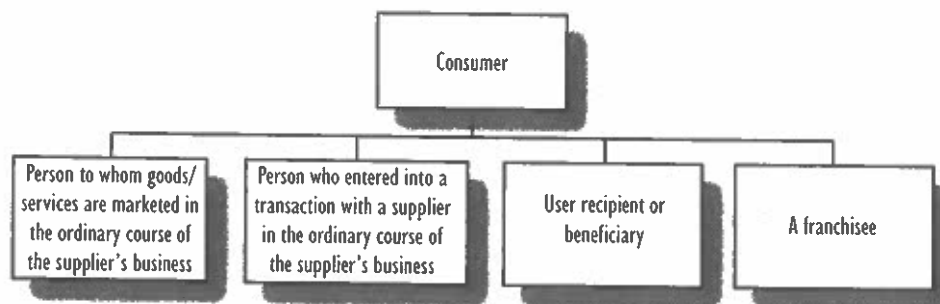 Consumer
Person to whom goods/
services are marketed in
the ordinary course of
the supplier's business
Person who entered into a
transaction with a supplier
in the ordinary course of
the supplier's business
User recipient or
beneficiary
A franchisee